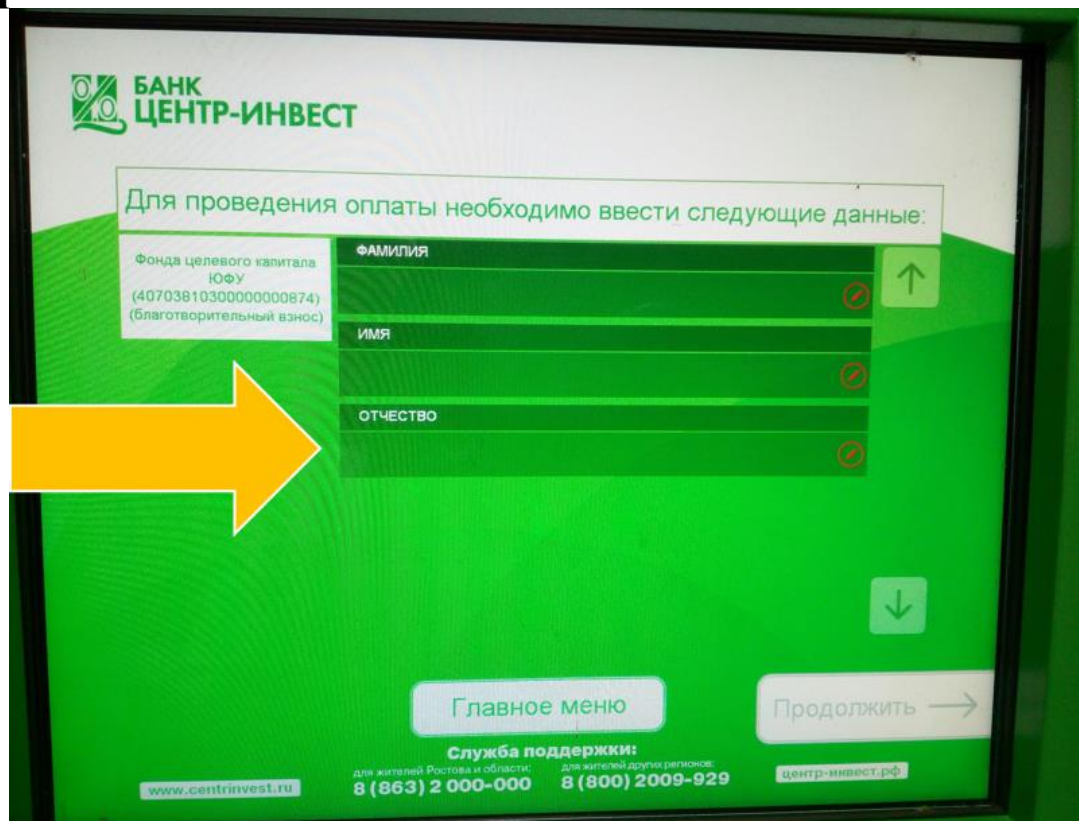 БАНК
ЦЕНТР-ИНВЕСТ
Для проведения оплаты необходимо ввести следующие данные:
Фонда целевого капитала
ЮФУ
(40703810300000000874)
(благотворительный взнос)
ФАМИЛИЯ
ИМЯ
ОТЧЕСТВО
Главное меню
Продолжить
Служба поддержки:
для жителей Ростова и области:
8 (863) 2 000-000
для жителей других регионов:
8 (800) 2009-929
www.centrinvest.ru
центр-инвест.рф